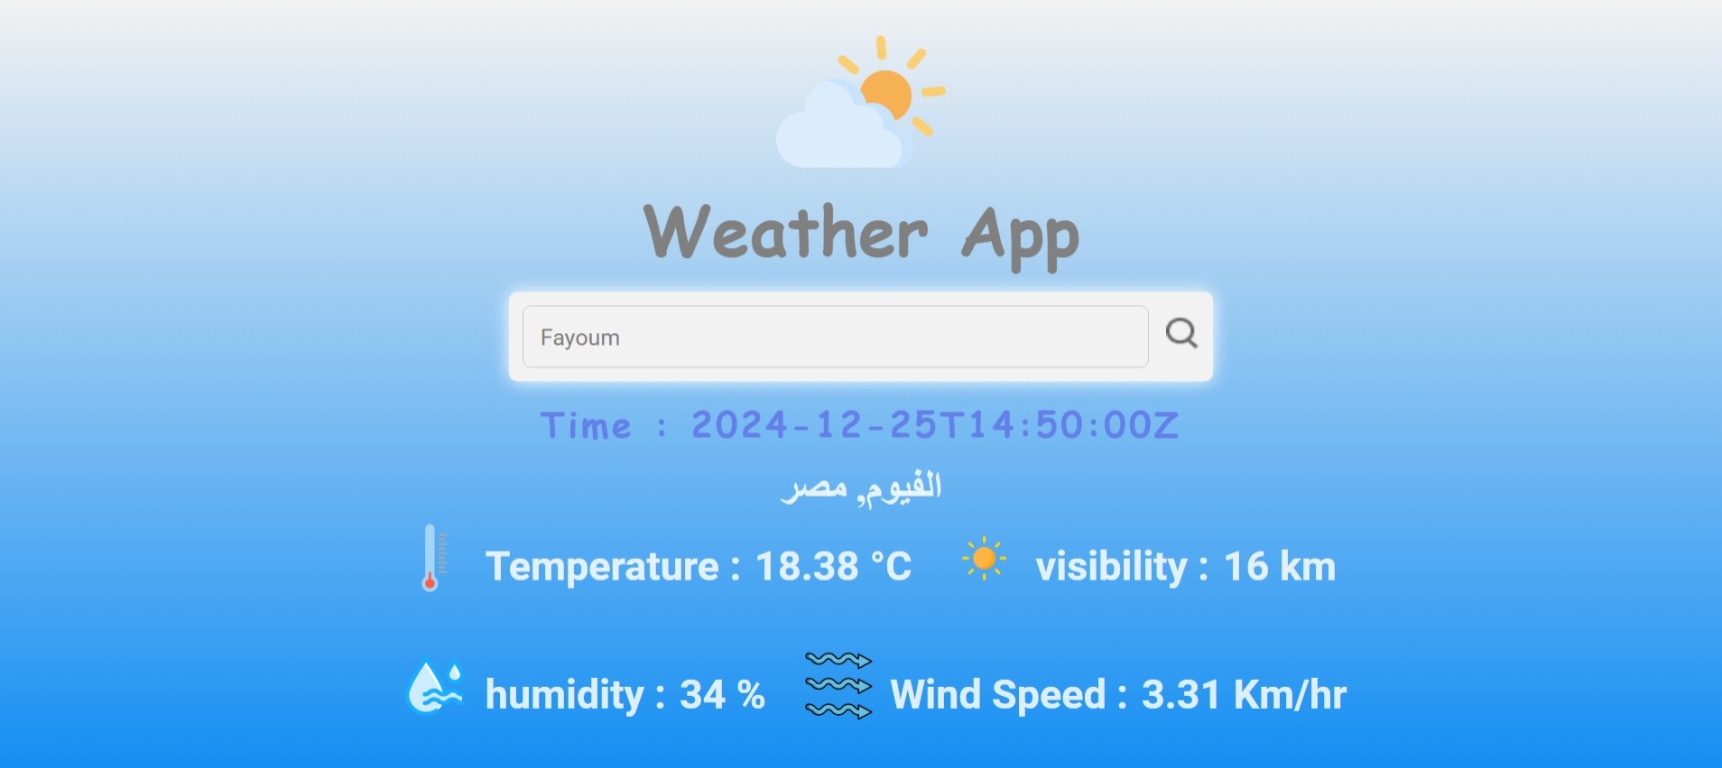 Weather App
Fayoum
Time : 2024-12-25T14:50:00Z
الفيوم, مصر
Temperature : 18.38 °C visibility : 16 km
humidity : 34 % Wind Speed : 3.31 Km/hr